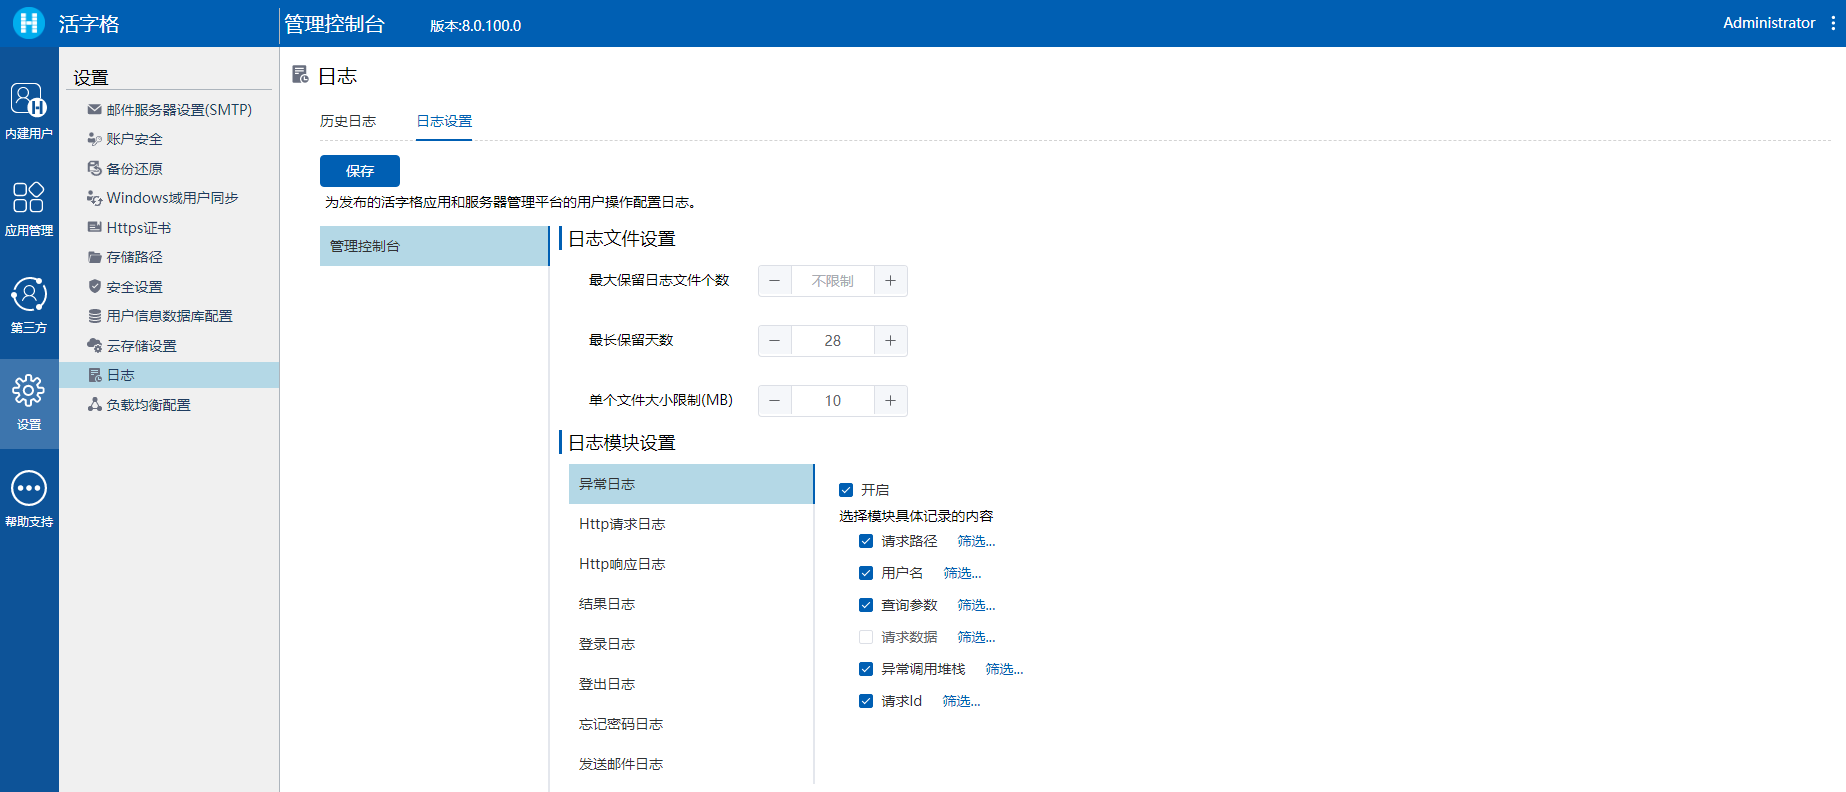 活字格
管理控制台
版本:8.0.100.0
Administrator
内建用户
应用管理
第三方
设置
帮助支持
设置
邮件服务器设置(SMTP)
账户安全
备份还原
Windows域用户同步
Https证书
存储路径
安全设置
用户信息数据库配置
云存储设置
日志
负载均衡配置
日志
历史日志
日志设置
保存
为发布的活字格应用和服务器管理平台的用户操作配置日志。
管理控制台
日志文件设置
最大保留日志文件个数
不限制
最长保留天数
28
单个文件大小限制(MB)
10
日志模块设置
异常日志
Http请求日志
Http响应日志
结果日志
登录日志
登出日志
忘记密码日志
发送邮件日志
开启
选择模块具体记录的内容
请求路径 筛选...
用户名 筛选...
查询参数 筛选...
请求数据 筛选...
异常调用堆栈 筛选...
请求Id 筛选...